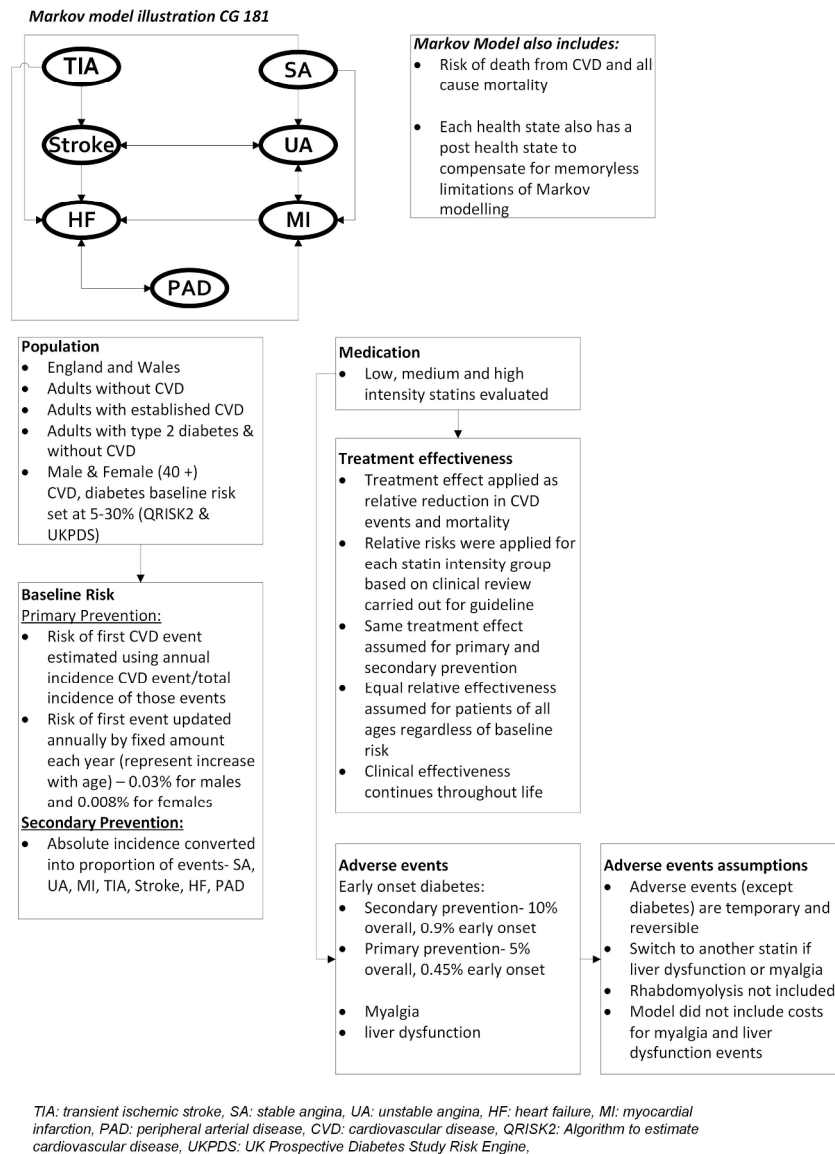 Markov model illustration CG 181
TIA
SA
Stroke
UA
HF
MI
PAD
Markov Model also includes:
• Risk of death from CVD and all
cause mortality
• Each health state also has a
post health state to
compensate for memoryless
limitations of Markov
modelling
Population
• England and Wales
• Adults without CVD
• Adults with established CVD
• Adults with type 2 diabetes &
without CVD
• Male & Female (40 +)
CVD, diabetes baseline risk
set at 5-30% (QRISK2 &
UKPDS)
Baseline Risk
Primary Prevention:
• Risk of first CVD event
estimated using annual
incidence CVD event/total
incidence of those events
• Risk of first event updated
annually by fixed amount
each year (represent increase
with age) – 0.03% for males
and 0.008% for females
Secondary Prevention:
• Absolute incidence converted
into proportion of events- SA,
UA, MI, TIA, Stroke, HF, PAD
Medication
• Low, medium and high
intensity statins evaluated
Treatment effectiveness
• Treatment effect applied as
relative reduction in CVD
events and mortality
• Relative risks were applied for
each statin intensity group
based on clinical review
carried out for guideline
• Same treatment effect
assumed for primary and
secondary prevention
• Equal relative effectiveness
assumed for patients of all
ages regardless of baseline
risk
• Clinical effectiveness
continues throughout life
Adverse events
Early onset diabetes:
• Secondary prevention- 10%
overall, 0.9% early onset
• Primary prevention- 5%
overall, 0.45% early onset
• Myalgia
• liver dysfunction
Adverse events assumptions
• Adverse events (except
diabetes) are temporary and
reversible
• Switch to another statin if
liver dysfunction or myalgia
• Rhabdomyolysis not included
• Model did not include costs
for myalgia and liver
dysfunction events
TIA: transient ischemic stroke, SA: stable angina, UA: unstable angina, HF: heart failure, MI: myocardial
infarction, PAD: peripheral arterial disease, CVD: cardiovascular disease, QRISK2: Algorithm to estimate
cardiovascular disease, UKPDS: UK Prospective Diabetes Study Risk Engine,